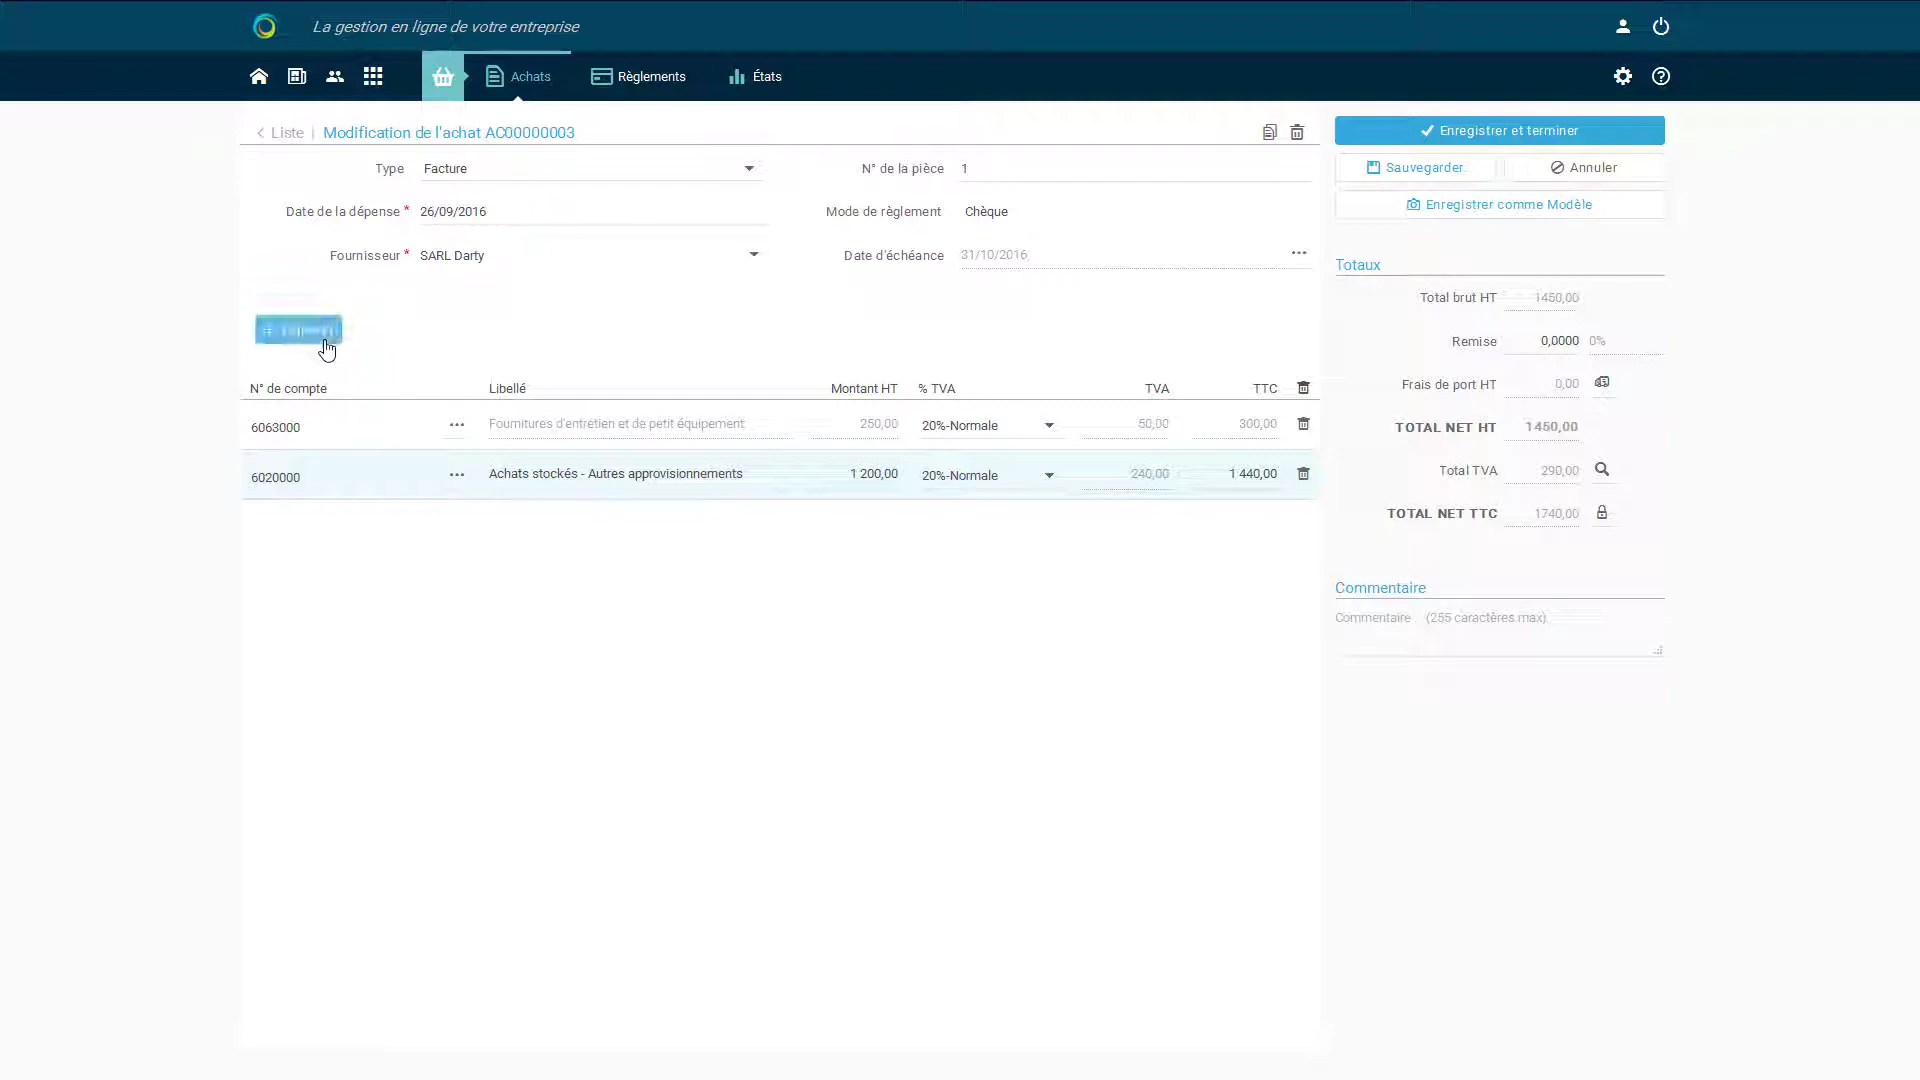 La gestion en ligne de votre entreprise
Achats
Règlements
États
Liste | Modification de l'achat AC00000003
Type Facture
N° de la pièce 1
Date de la dépense * 26/09/2016
Mode de règlement Chèque
Fournisseur * SARL Darty
Date d'échéance 31/10/2016
N° de compte Libellé Montant HT % TVA TVA TTC
6063000 ... Fournitures d'entretien et de petit équipement 250,00 20%-Normale 50,00 300,00
6020000 ... Achats stockés - Autres approvisionnements 1 200,00 20%-Normale 240,00 1 440,00
Enregistrer et terminer
Sauvegarder
Annuler
Enregistrer comme Modèle
Totaux
Total brut HT 1450,00
Remise 0,0000 0%
Frais de port HT 0,00
TOTAL NET HT 1450,00
Total TVA 290,00
TOTAL NET TTC 1740,00
Commentaire
Commentaire (255 caractères max)